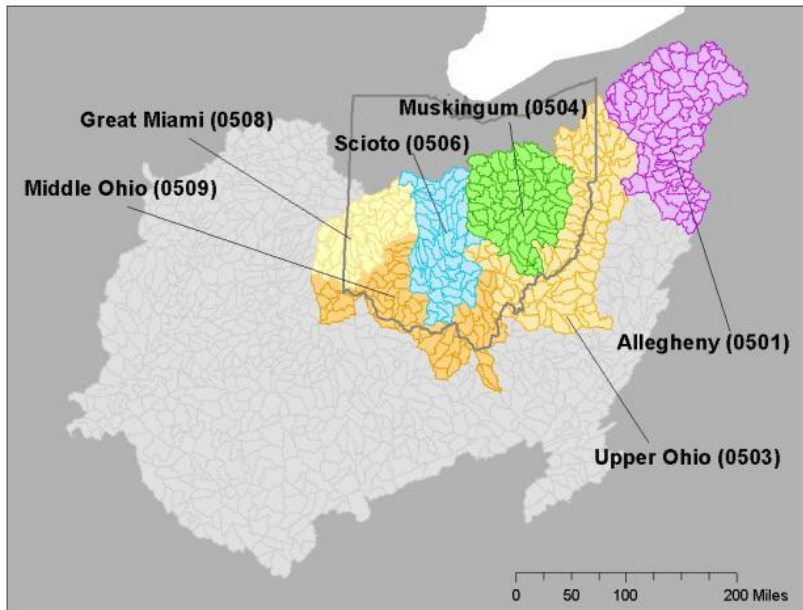 Great Miami (0508)
Muskingum (0504)
Scioto (0506)
Middle Ohio (0509)
Allegheny (0501)
Upper Ohio (0503)
0 50 100 200 Miles